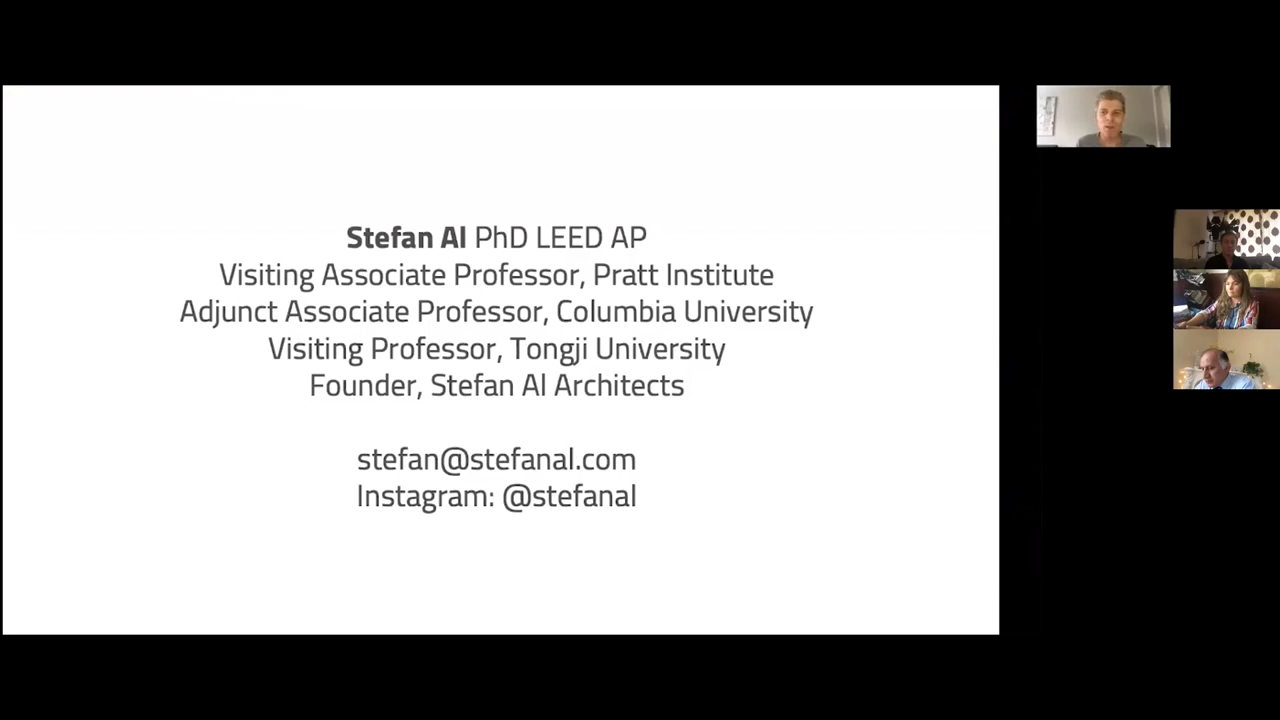 Stefan Al PhD LEED AP
Visiting Associate Professor, Pratt Institute
Adjunct Associate Professor, Columbia University
Visiting Professor, Tongji University
Founder, Stefan Al Architects
stefan@stefanal.com
Instagram: @stefanal